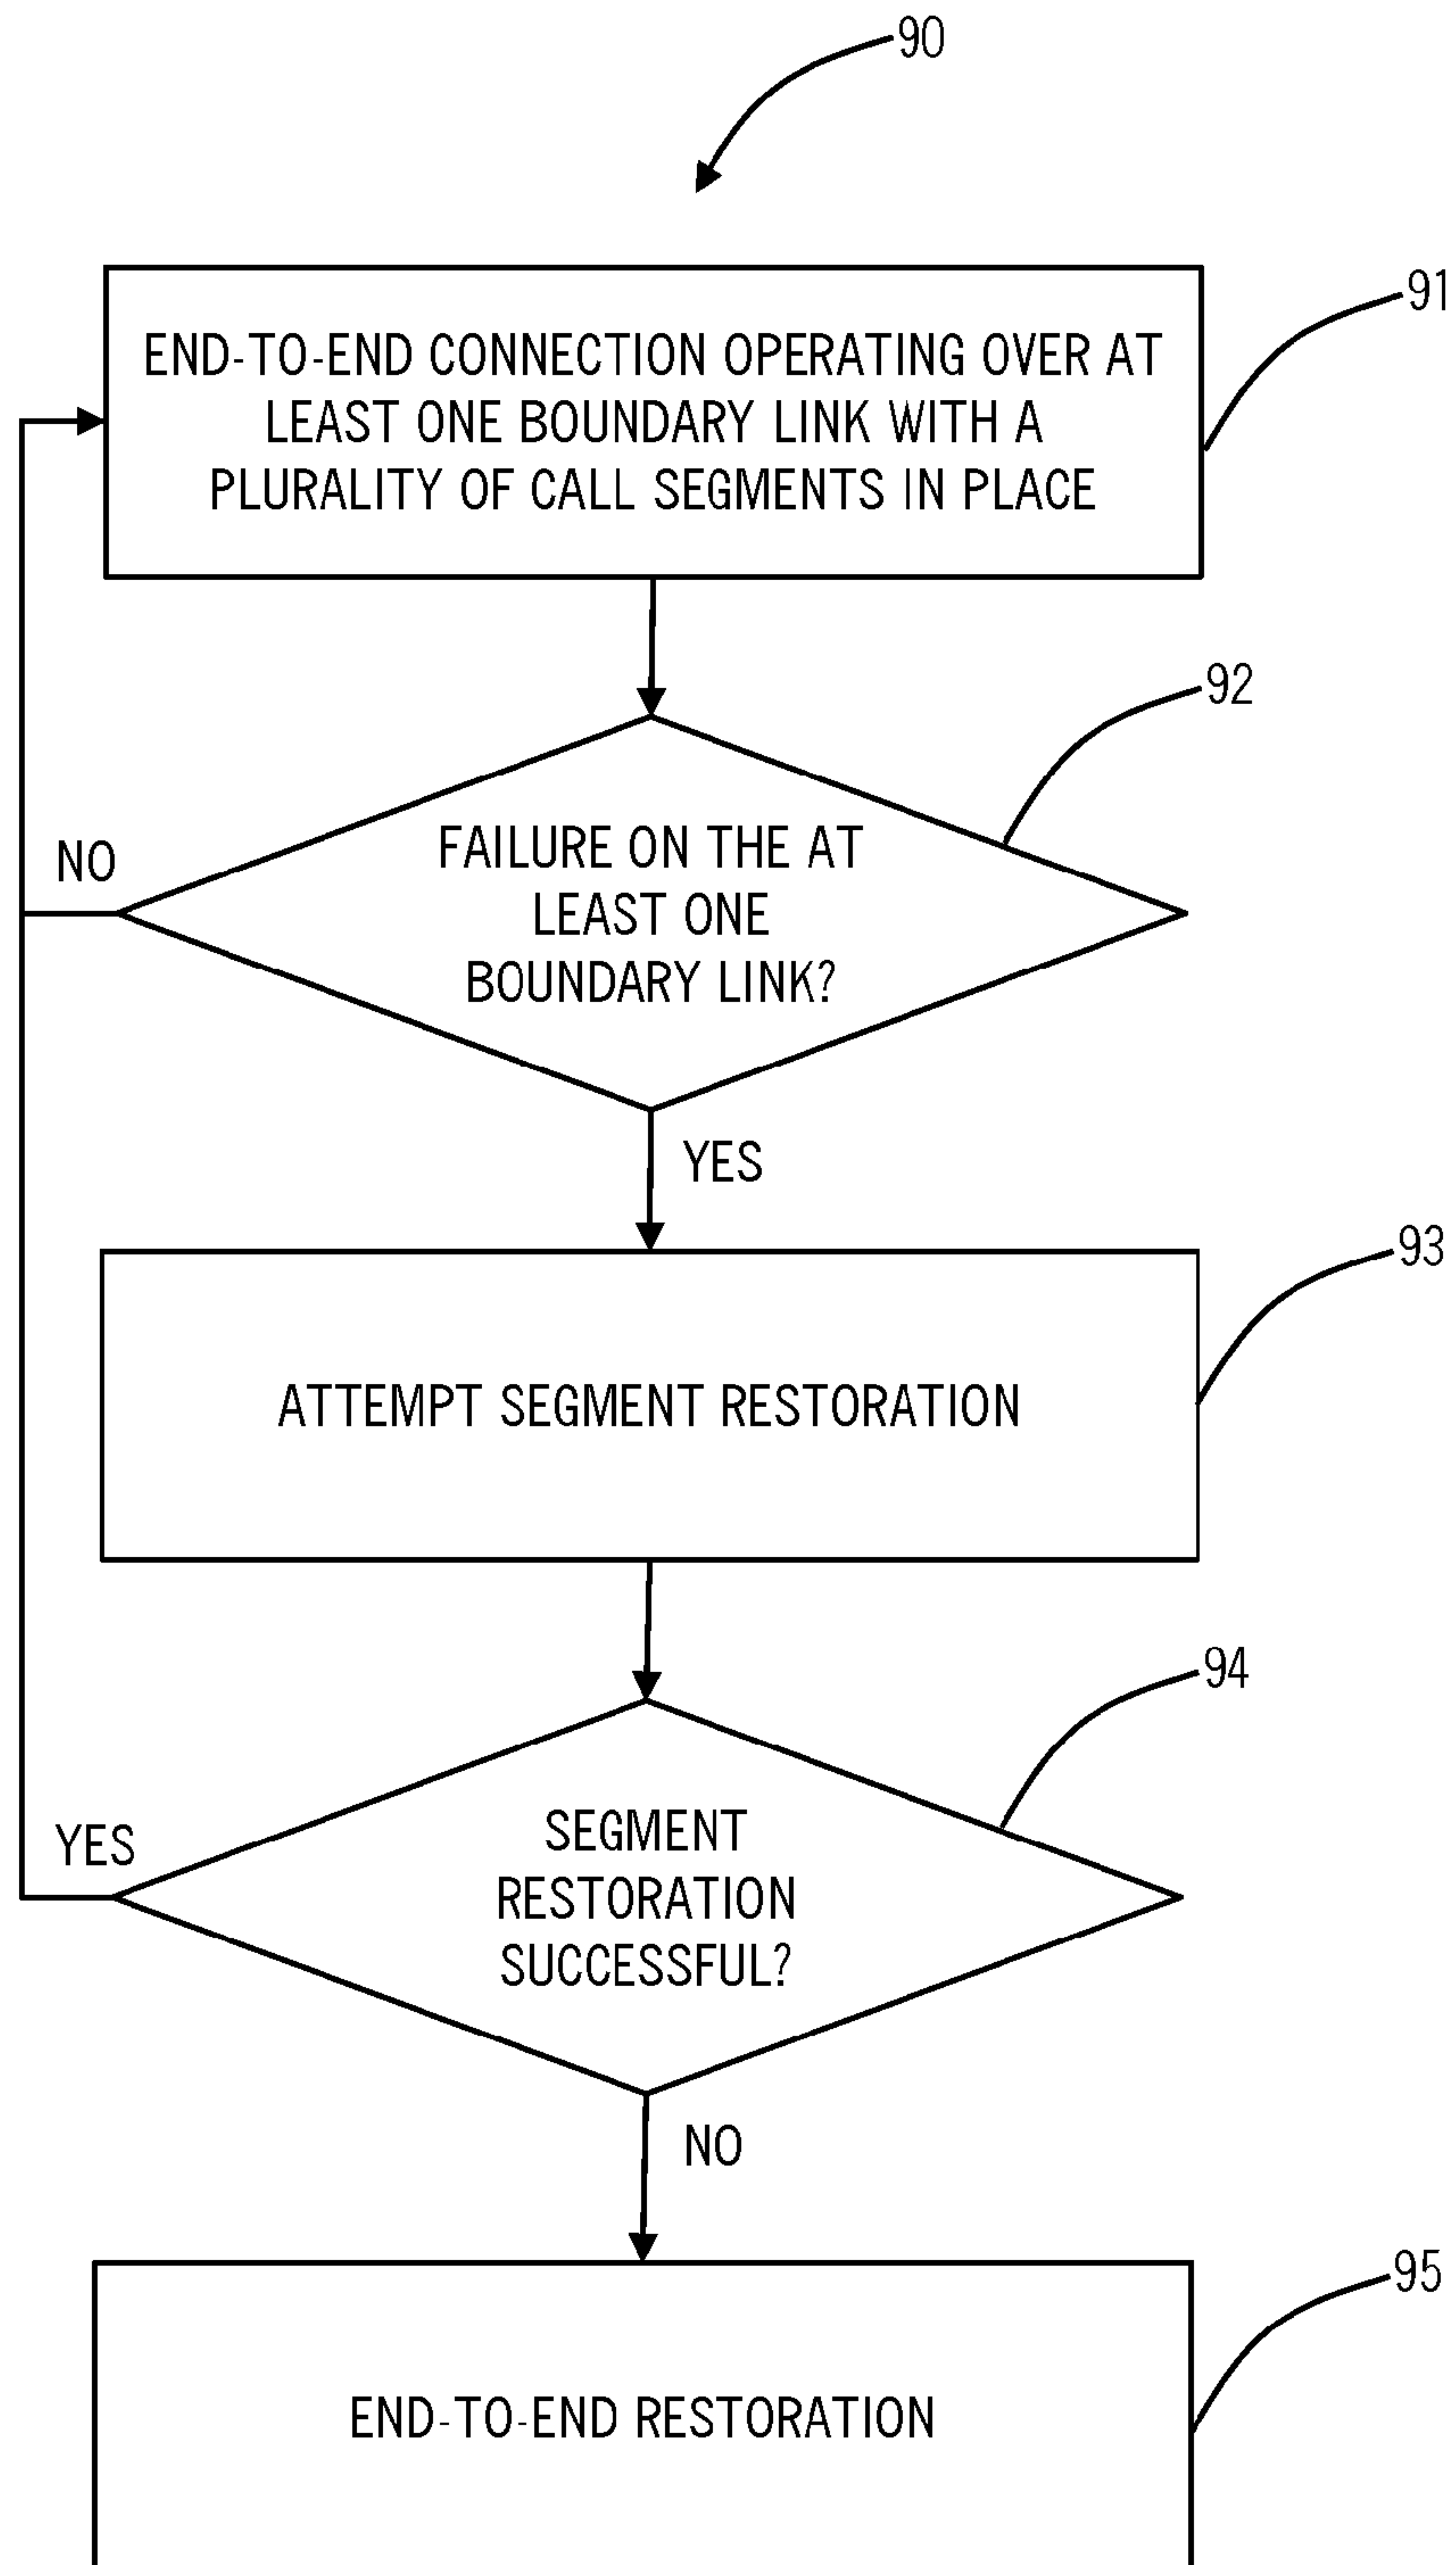 90
END-TO-END CONNECTION OPERATING OVER AT
LEAST ONE BOUNDARY LINK WITH A
PLURALITY OF CALL SEGMENTS IN PLACE
91
92
FAILURE ON THE AT
LEAST ONE
BOUNDARY LINK?
NO
YES
93
ATTEMPT SEGMENT RESTORATION
94
SEGMENT
RESTORATION
SUCCESSFUL?
YES
NO
95
END-TO-END RESTORATION